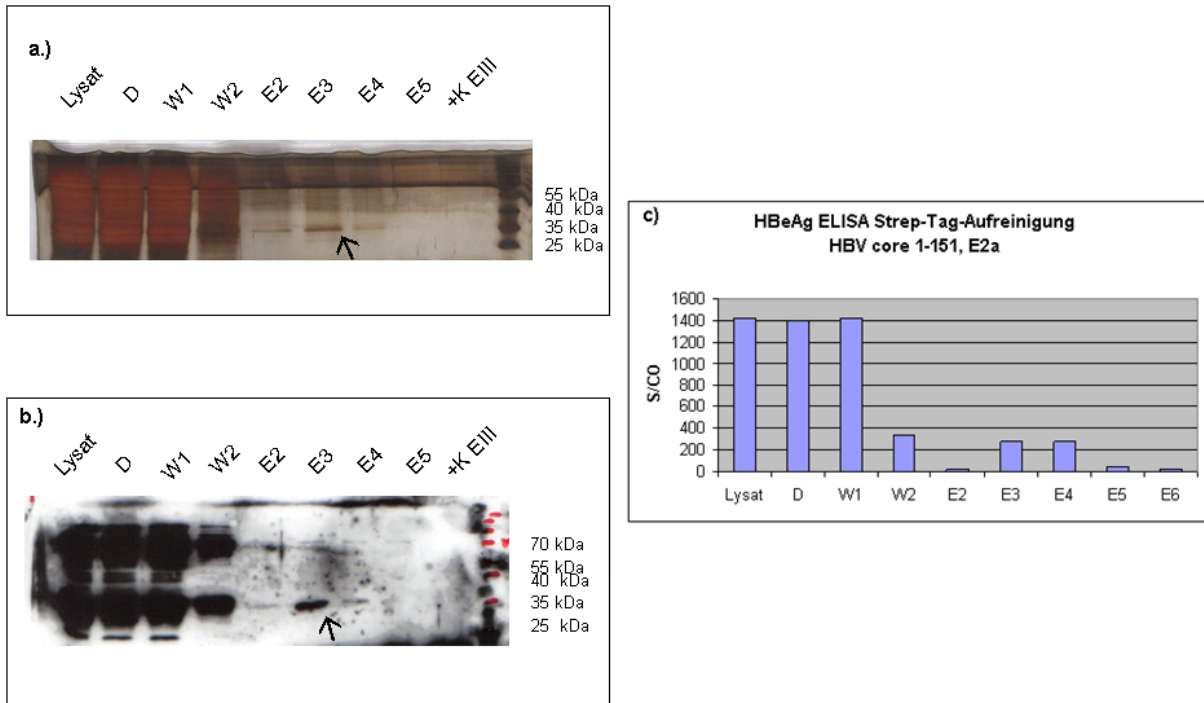 a.)
Lysat D W1 W2 E2 E3 E4 E5 +K EIII
55 kDa
40 kDa
35 kDa
25 kDa
b.)
Lysat D W1 W2 E2 E3 E4 E5 +K EIII
70 kDa
55 kDa
40 kDa
35 kDa
25 kDa
c)
HBeAg ELISA Strep-Tag-Aufreinigung
HBV core 1-151, E2a
S/CO
1600
1400
1200
1000
800
600
400
200
0
Lysat D W1 W2 E2 E3 E4 E5 E6